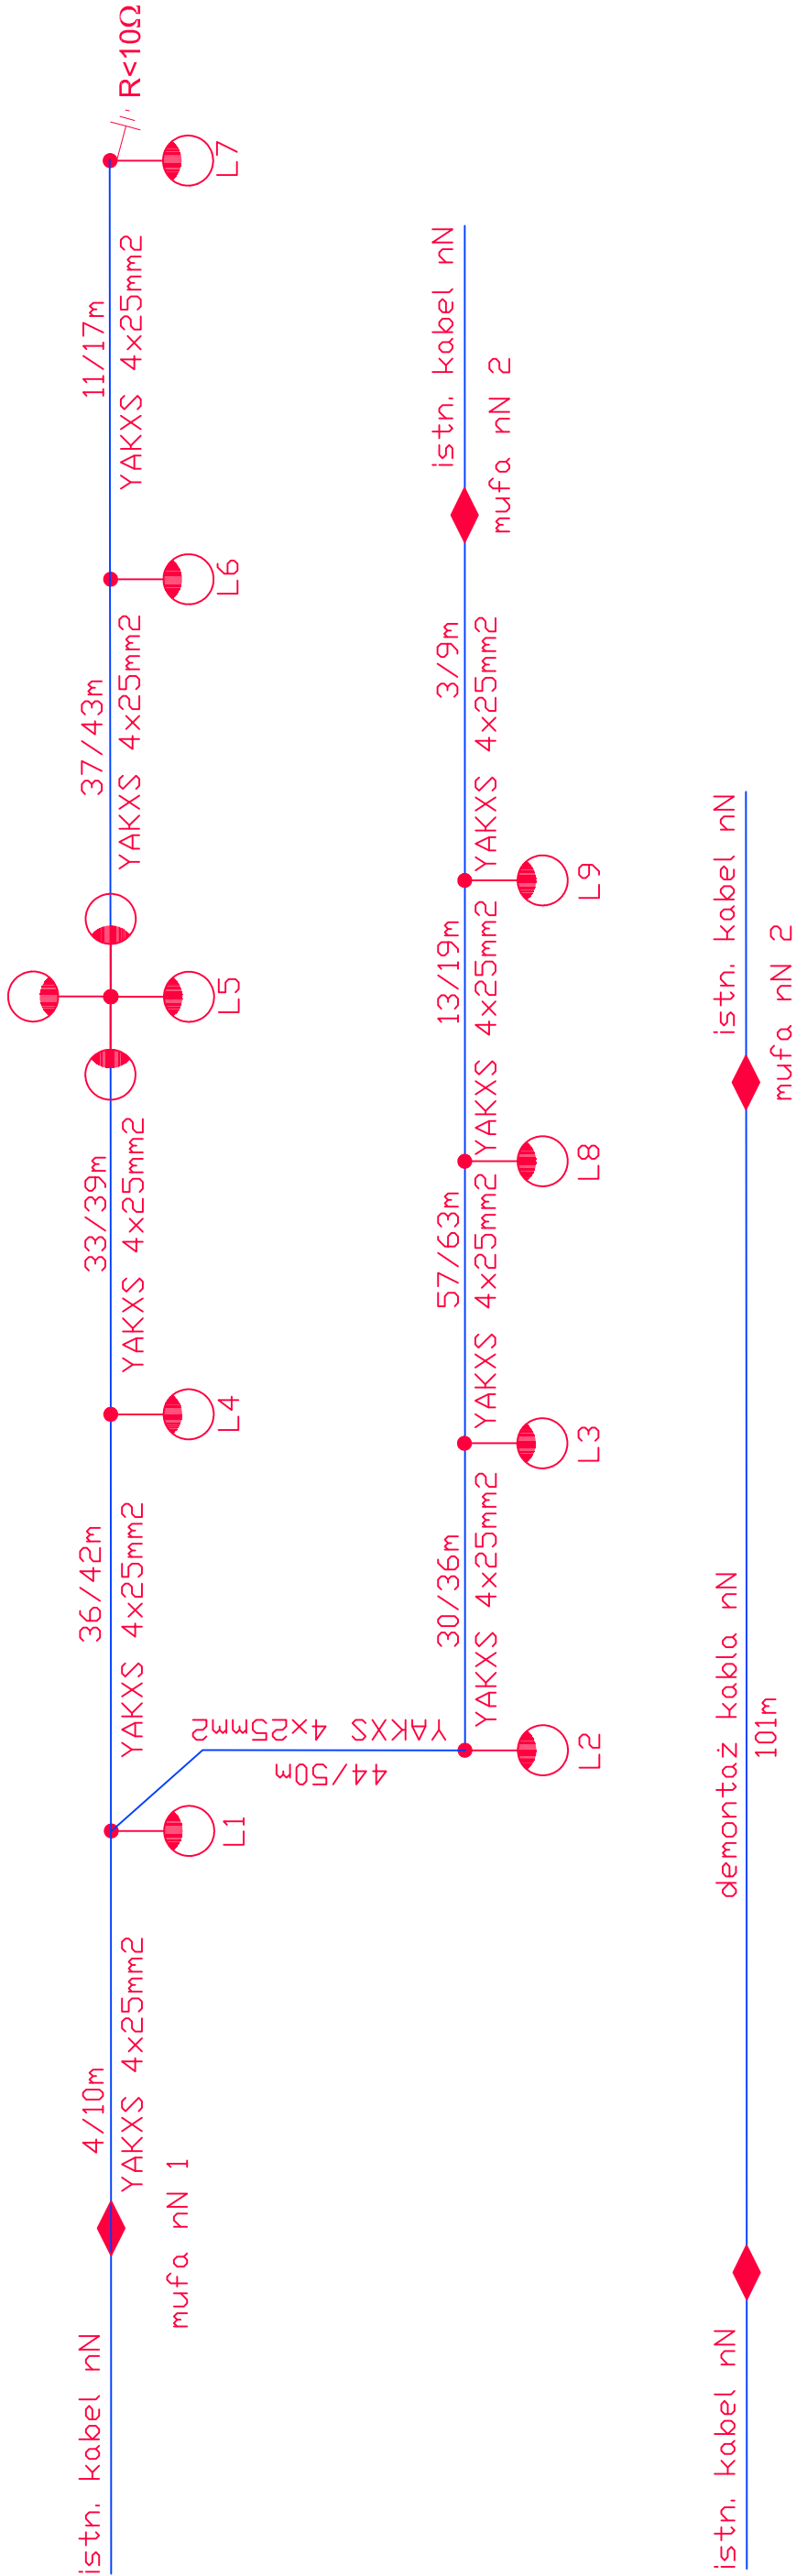 istn. kabel nN
mufa nN 1
4/10m
YAKXS 4x25mm2
L1
36/42m
YAKXS 4x25mm2
L4
33/39m
YAKXS 4x25mm2
L5
37/43m
YAKXS 4x25mm2
L6
11/17m
YAKXS 4x25mm2
L7
R<10Ω
YAKXS 4x25mm2
44/50m
L2
30/36m
YAKXS 4x25mm2
L3
57/63m
YAKXS 4x25mm2
L8
13/19m
YAKXS 4x25mm2
L9
3/9m
YAKXS 4x25mm2
mufa nN 2
istn. kabel nN
istn. kabel nN
demontaż kabla nN
101m
istn. kabel nN
mufa nN 2